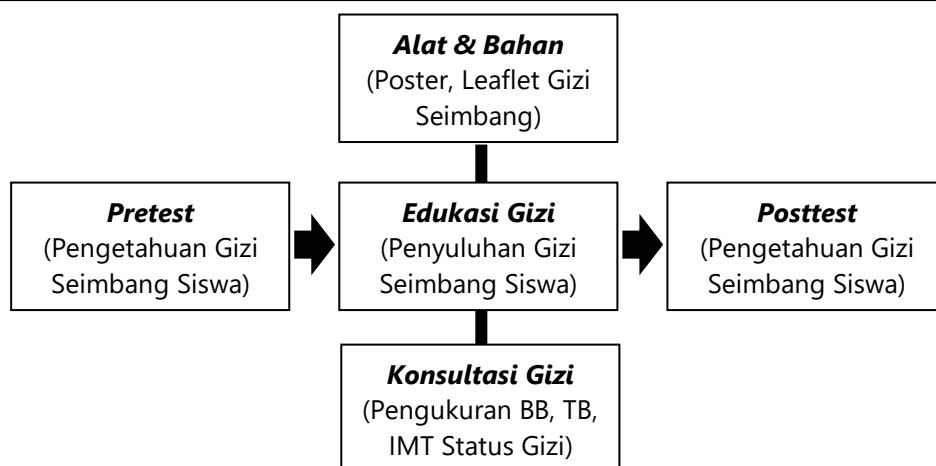 Alat & Bahan
(Poster, Leaflet Gizi
Seimbang)
Pretest
(Pengetahuan Gizi
Seimbang Siswa)
Edukasi Gizi
(Penyuluhan Gizi
Seimbang Siswa)
Posttest
(Pengetahuan Gizi
Seimbang Siswa)
Konsultasi Gizi
(Pengukuran BB, TB,
IMT Status Gizi)